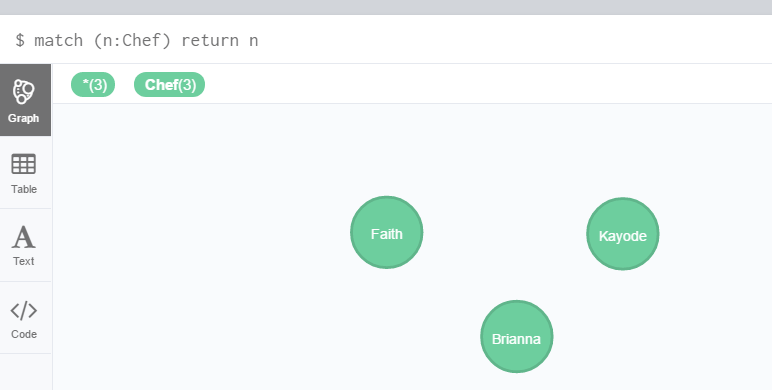 $ match (n:Chef) return n
*(3) Chef(3)
Graph
Table
A
Text
</>
Code
Faith
Kayode
Brianna